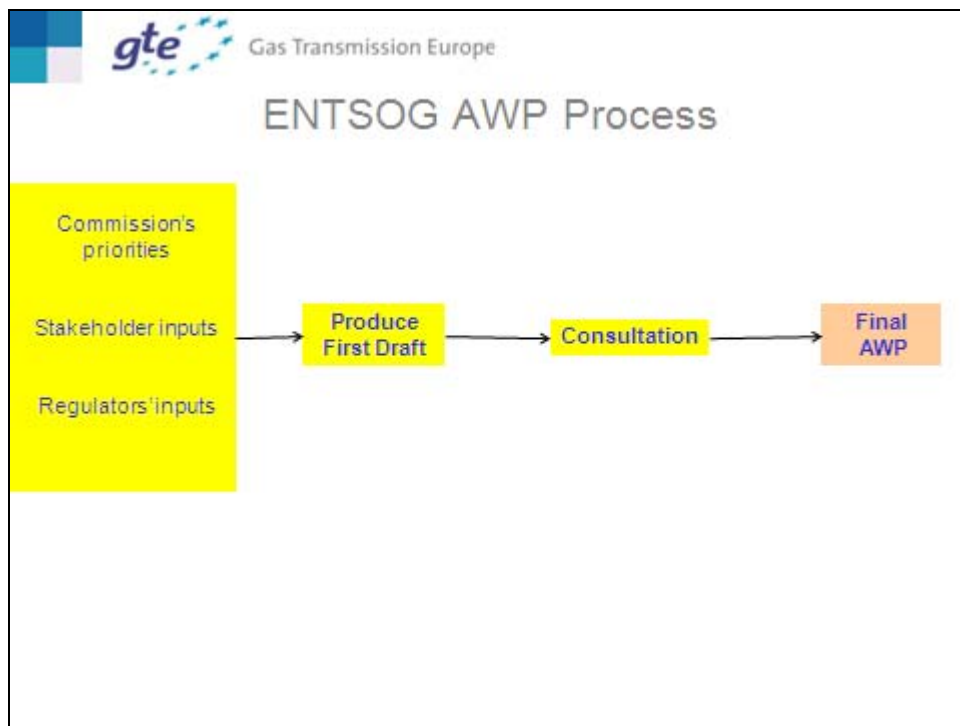 gte Gas Transmission Europe
ENTSOG AWP Process
Commission's
priorities
Stakeholder inputs
Regulators' inputs
Produce
First Draft
Consultation
Final
AWP